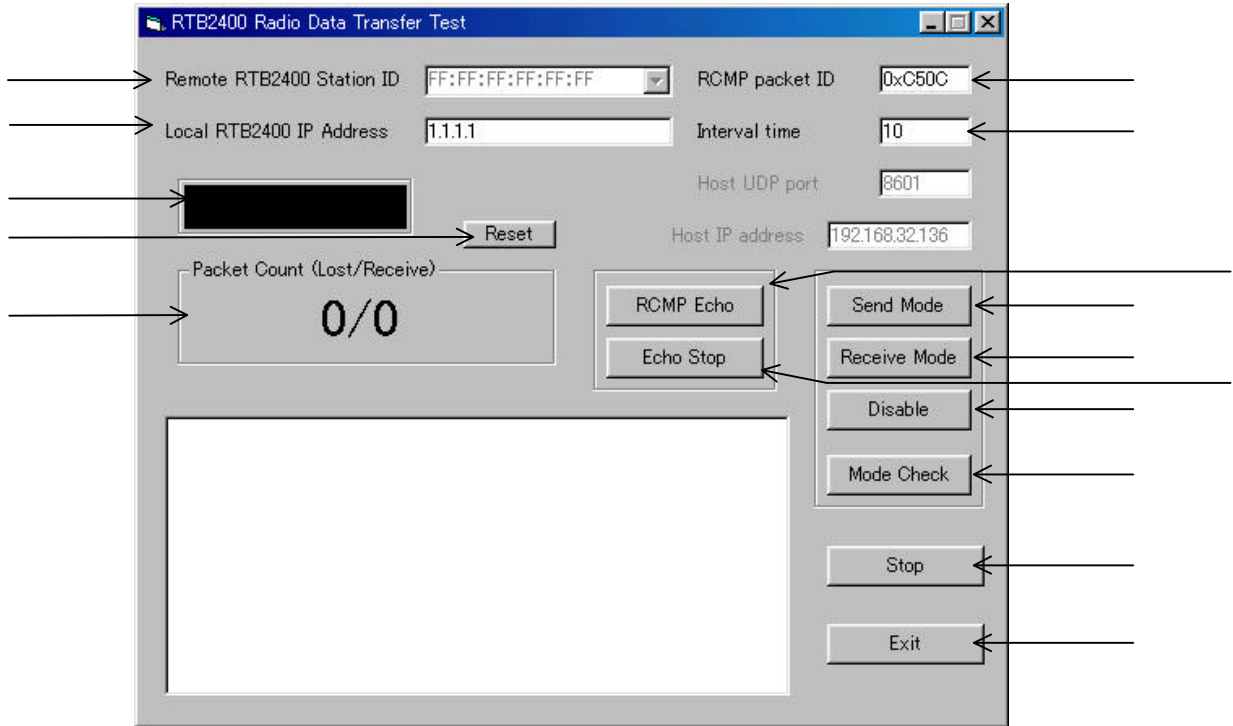 RTB2400 Radio Data Transfer Test
Remote RTB2400 Station ID FF:FF:FF:FF:FF:FF RCMP packet ID 0xC50C
Local RTB2400 IP Address 1.1.1.1 Interval time 10
Host UDP port 8601
Reset Host IP address 192.168.32.136
Packet Count (Lost/Receive)
0/0
RCMP Echo Send Mode
Echo Stop Receive Mode
Disable
Mode Check
Stop
Exit